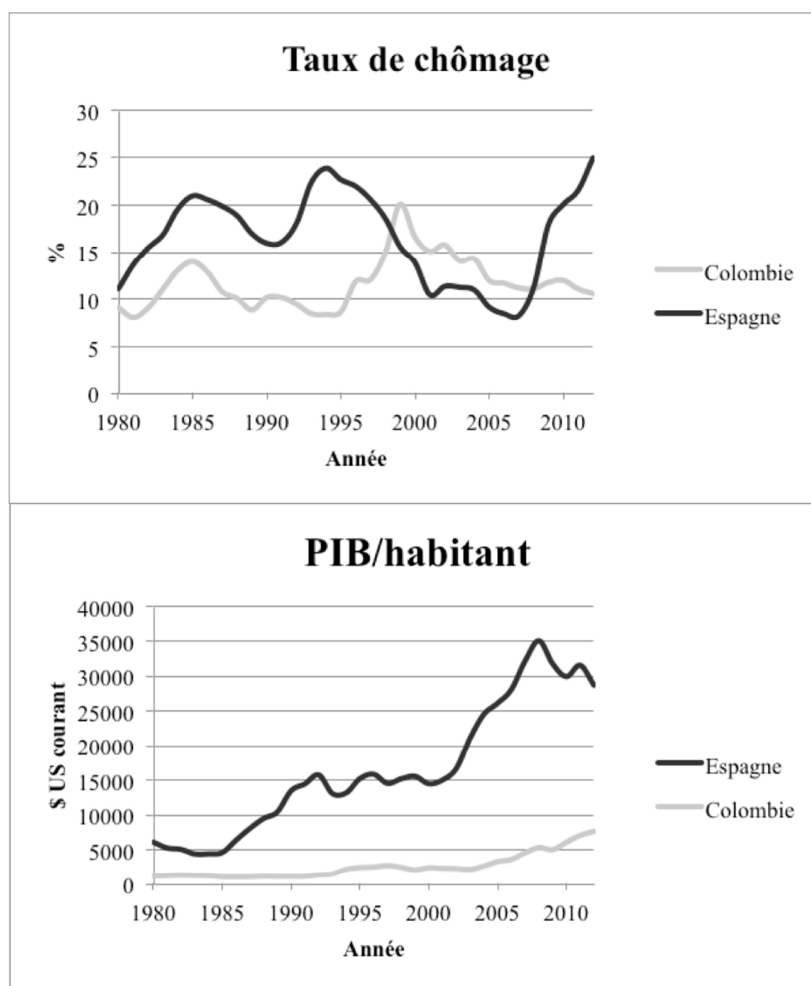 Taux de chômage
30
25
20
15
10
5
0
%
1980 1985 1990 1995 2000 2005 2010
Année
Colombie
Espagne
PIB/habitant
40000
35000
30000
25000
20000
15000
10000
5000
0
$ US courant
1980 1985 1990 1995 2000 2005 2010
Année
Espagne
Colombie